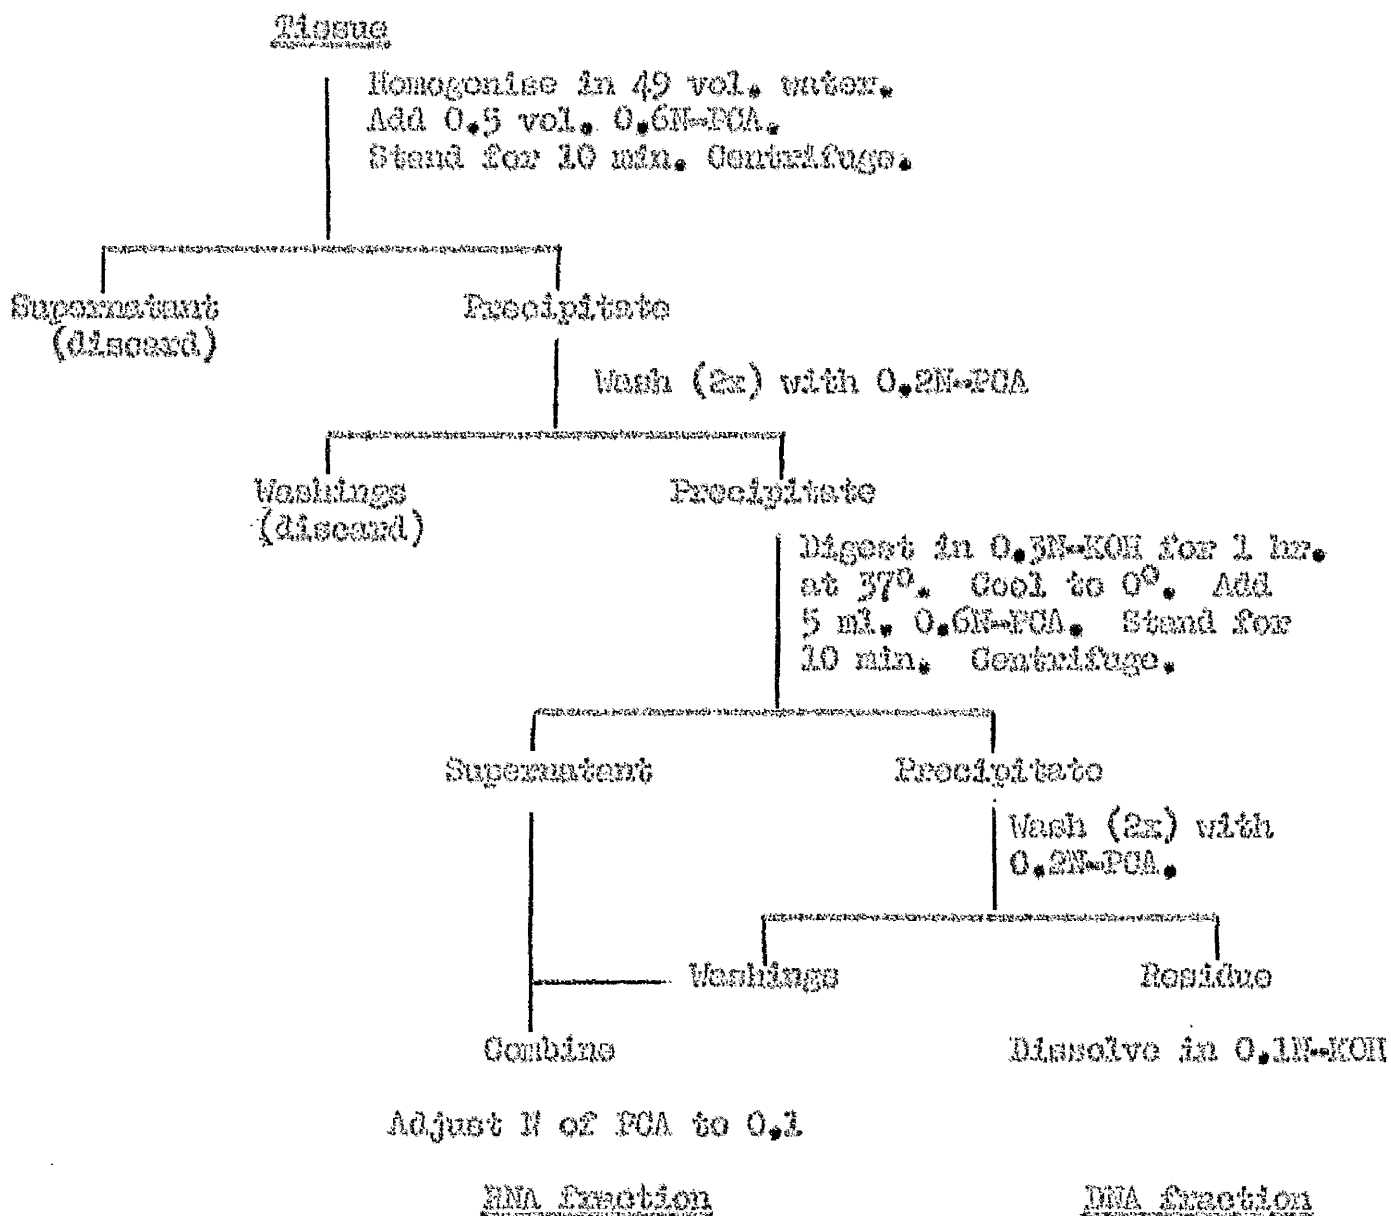 Tissue
Homogenise in 49 vol. water.
Add 0.5 vol. 0.6N-PCA.
Stand for 10 min. Centrifuge.
Supernatant
(discard)
Precipitate
Wash (2x) with 0.2N-PCA
Washings
(discard)
Precipitate
Digest in 0.3N-KOH for 1 hr.
at 37°. Cool to 0°. Add
5 ml. 0.6N-PCA. Stand for
10 min. Centrifuge.
Supernatant
Precipitate
Wash (2x) with
0.2N-PCA.
Washings
Residue
Combine
Dissolve in 0.1N-KOH
Adjust N of PCA to 0.1
RNA fraction
DNA fraction